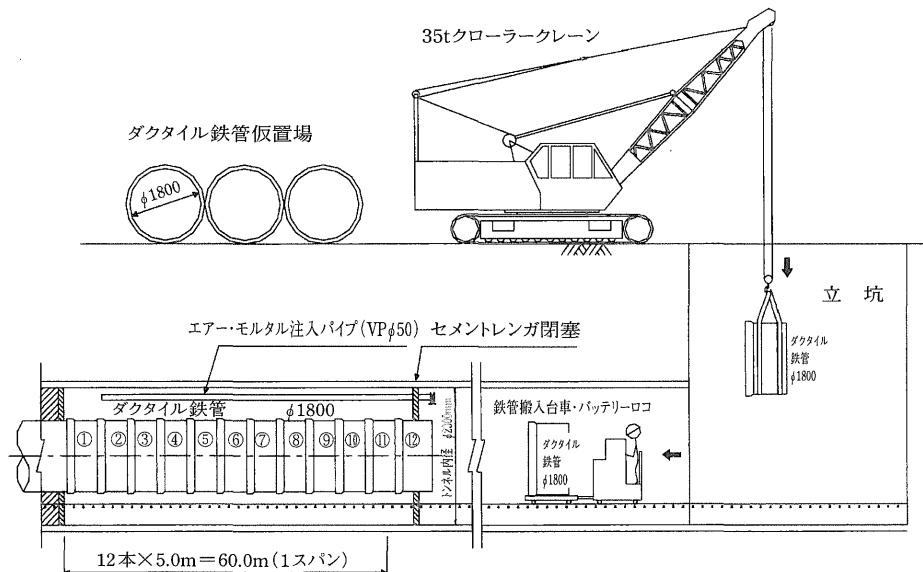 35tクローラークレーン
ダクタイル鉄管仮置場
φ1800
立 坑
エアー・モルタル注入パイプ(VPφ50)
セメントレンガ閉塞
ダクタイル
鉄管
φ1800
ダクタイル鉄管
φ1800
トンネル内径 φ2200mm
鉄管搬入台車・バッテリーロコ
① ② ③ ④ ⑤ ⑥ ⑦ ⑧ ⑨ ⑩ ⑪ ⑫
ダクタイル
鉄管
φ1800
12本×5.0m=60.0m(1スパン)